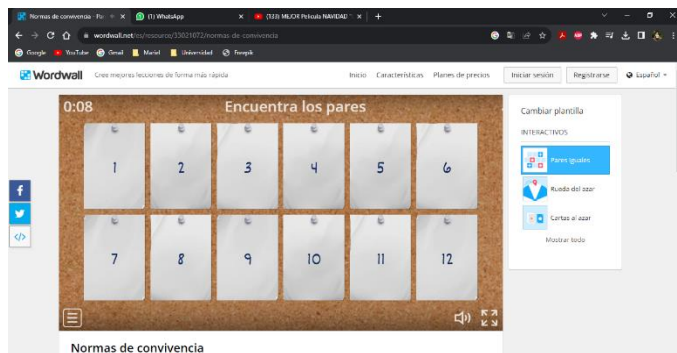 Normas de convivencia - Pa
(1) WhatsApp
(123) MEJOR Pelicula NAVIDAD
wordwall.net/es/resource/33021072/normas-de-convivencia
Google YouTube Gmail Mariel Universidad Freepik
Wordwall Cree mejores lecciones de forma más rápida Inicio Características Planes de precios Iniciar sesión Registrarse Español
0:08 Encuentra los pares
1 2 3 4 5 6
7 8 9 10 11 12
Cambiar plantilla
INTERACTIVOS
Pares iguales
Rueda del azar
Cartas al azar
Mostrar todo
Normas de convivencia